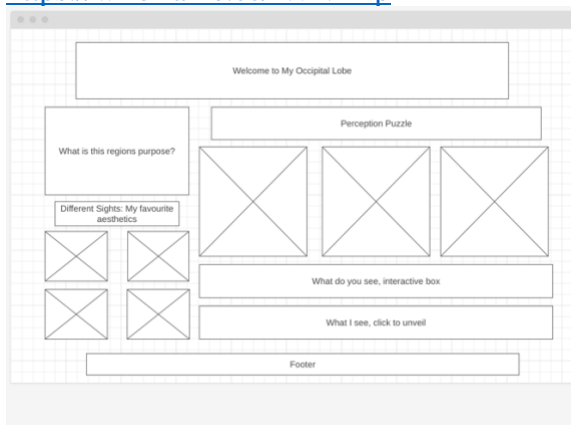 Welcome to My Occipital Lobe
What is this regions purpose?
Perception Puzzle
Different Sights: My favourite
aesthetics
What do you see, interactive box
What I see, click to unveil
Footer